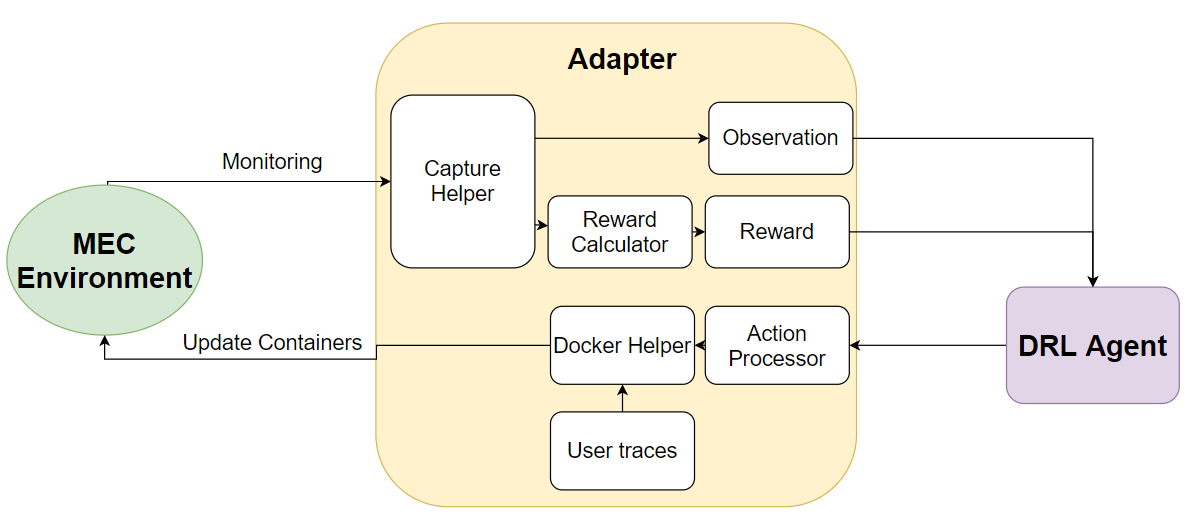 Adapter
Monitoring
Capture
Helper
Observation
Reward
Calculator
Reward
MEC
Environment
Update Containers
Docker Helper
Action
Processor
DRL Agent
User traces